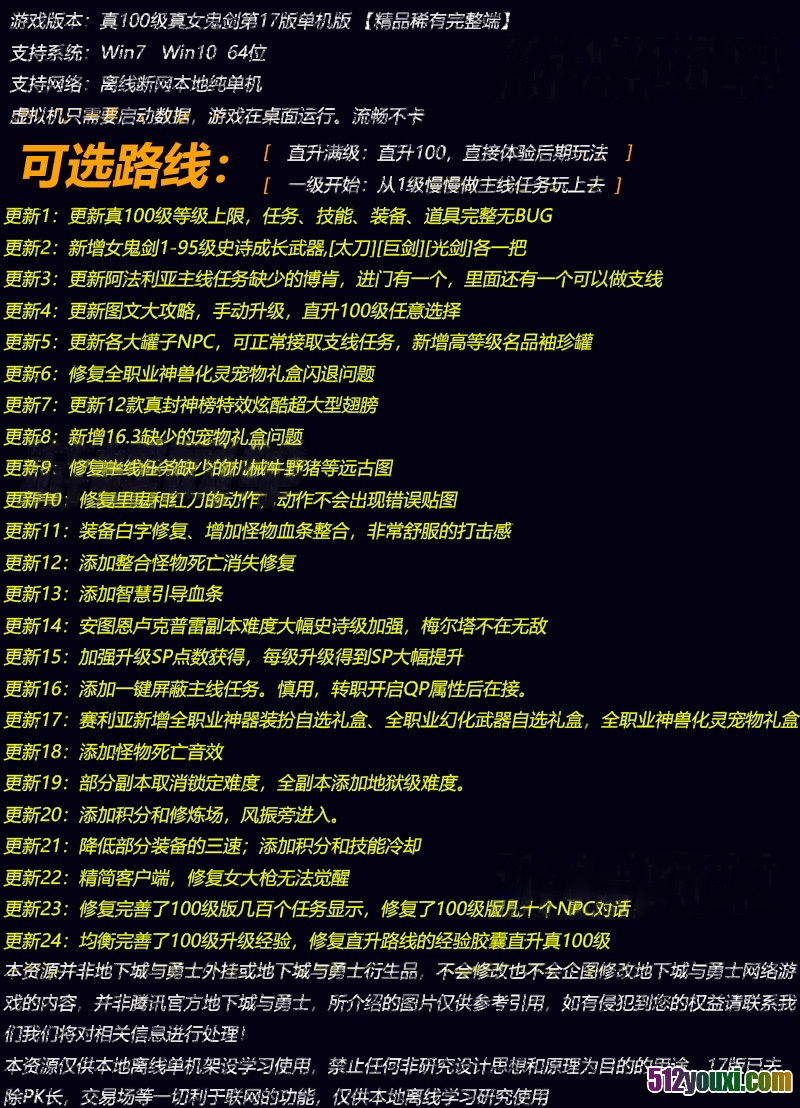 游戏版本：真100级真女鬼剑第17版单机版 【精品稀有完整端】
支持系统：Win7 Win10 64位
支持网络：离线断网本地纯单机
虚拟机只需要启动数据，游戏在桌面运行。流畅不卡
可选路线：
[ 直升满级：直升100，直接体验后期玩法 ]
[ 一级开始：从1级慢慢做主线任务玩上去 ]
更新1：更新真100级等级上限，任务、技能、装备、道具完整无BUG
更新2：新增女鬼剑1-95级史诗成长武器,[太刀][巨剑][光剑]各一把
更新3：更新阿法利亚主线任务缺少的博肯，进门有一个，里面还有一个可以做支线
更新4：更新图文大攻略，手动升级，直升100级任意选择
更新5：更新各大罐子NPC，可正常接取支线任务，新增高等级名品袖珍罐
更新6：修复全职业神兽化灵宠物礼盒闪退问题
更新7：更新12款真封神榜特效炫酷超大型翅膀
更新8：新增16.3缺少的宠物礼盒问题
更新9：修复主线任务缺少的机械牛野猪等远古图
更新10：修复里鬼和红刀的动作，动作不会出现错误贴图
更新11：装备白字修复、增加怪物血条整合，非常舒服的打击感
更新12：添加整合怪物死亡消失修复
更新13：添加智慧引导血条
更新14：安图恩卢克普雷副本难度大幅史诗级加强，梅尔塔不在无敌
更新15：加强升级SP点数获得，每级升级得到SP大幅提升
更新16：添加一键屏蔽主线任务。慎用，转职开启QP属性后在接。
更新17：赛利亚新增全职业神器装扮自选礼盒、全职业幻化武器自选礼盒，全职业神兽化灵宠物礼盒
更新18：添加怪物死亡音效
更新19：部分副本取消锁定难度，全副本添加地狱级难度。
更新20：添加积分和修炼场，风振旁进入。
更新21：降低部分装备的三速；添加积分和技能冷却
更新22：精简客户端，修复女大枪无法觉醒
更新23：修复完善了100级版几百个任务显示，修复了100级版几十个NPC对话
更新24：均衡完善了100级升级经验，修复直升路线的经验胶囊直升真100级
本资源并非地下城与勇士外挂或地下城与勇士衍生品，不会修改也不会企图修改地下城与勇士网络游
戏的内容，并非腾讯官方地下城与勇士，所介绍的图片仅供参考引用，如有侵犯到您的权益请联系我
们我们将对相关信息进行处理！
本资源仅供本地离线单机架设学习使用，禁止任何非研究设计思想和原理为目的的用途，17版已去
除PK长，交易场等一切利于联网的功能，仅供本地离线学习研究使用
512youxi.com